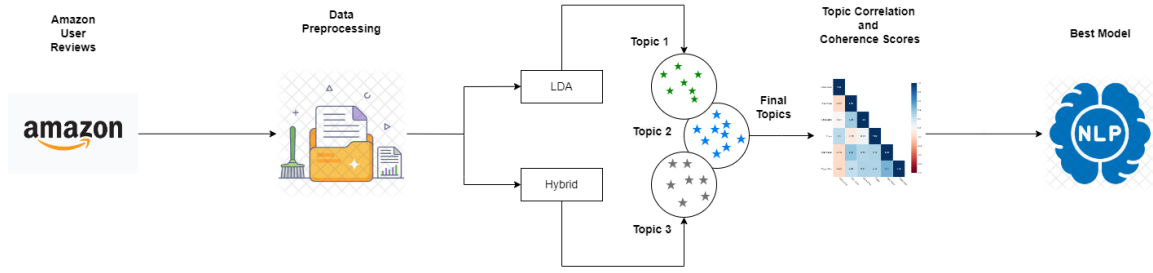 Amazon
User
Reviews
Data
Preprocessing
Topic Correlation
and
Coherence Scores
Best Model
Topic 1
LDA
amazon
Final
Topics
Topic 2
NLP
Hybrid
Topic 3